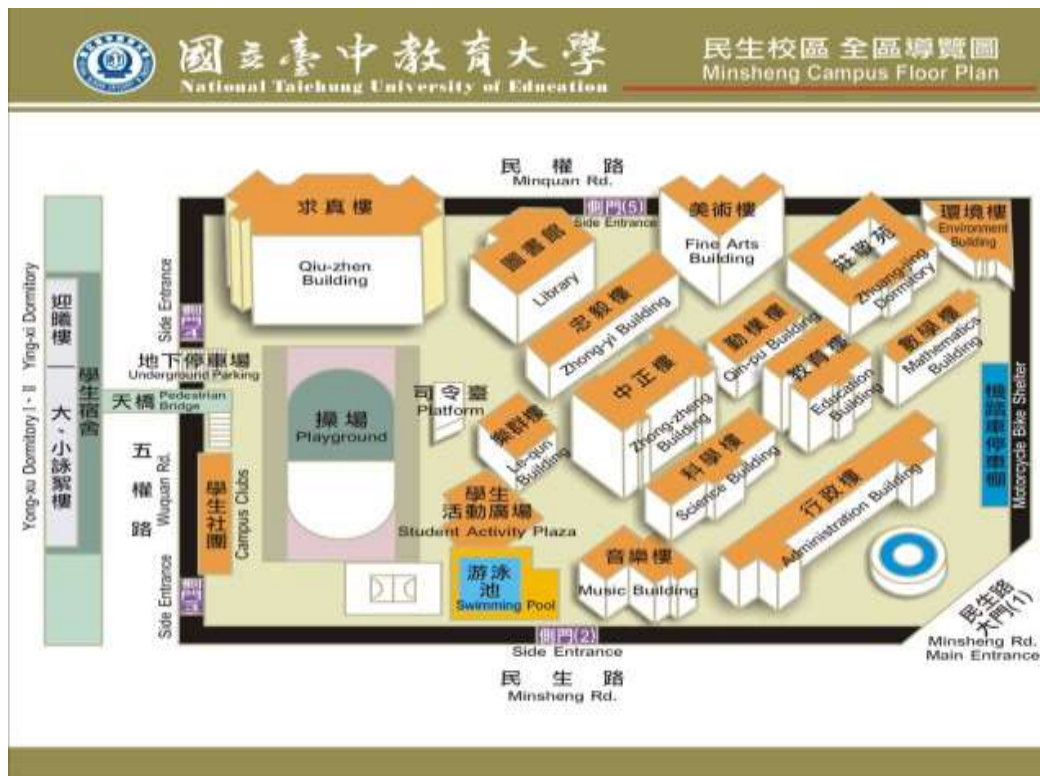 國立臺中教育大學
National Taichung University of Education
民生校區 全區導覽圖
Minsheng Campus Floor Plan
民權路
Minquan Rd.
側門(5)
Side Entrance
求真樓
Qiu-zhen
Building
圖書館
Library
美術樓
Fine Arts
Building
莊敬苑
Zhuang-jing
Dormitory
環境樓
Environment
Building
忠毅樓
Zhong-yi Building
勤樸樓
Qin-pu Building
數學樓
Mathematics
Building
教育樓
Education
Building
中正樓
Zhong-zheng
Building
樂群樓
Le-qun
Building
科學樓
Science Building
行政樓
Administration Building
機踏車停車棚
Motorcycle Bike Shelter
Side Entrance
地下停車場
Underground Parking
天橋
Pedestrian
Bridge
操場
Playground
司令臺
Platform
迎曦樓
Ying-xi Dormitory
大、小詠絮樓
Yong-xu Dormitory I、II
學生宿舍
五權路
Wuquan Rd.
學生社團
Campus Clubs
學生
活動廣場
Student Activity Plaza
游泳
池
Swimming Pool
音樂樓
Music Building
Side Entrance
側門(2)
Side Entrance
民生路
Minsheng Rd.
民生路
大門(1)
Minsheng Rd.
Main Entrance